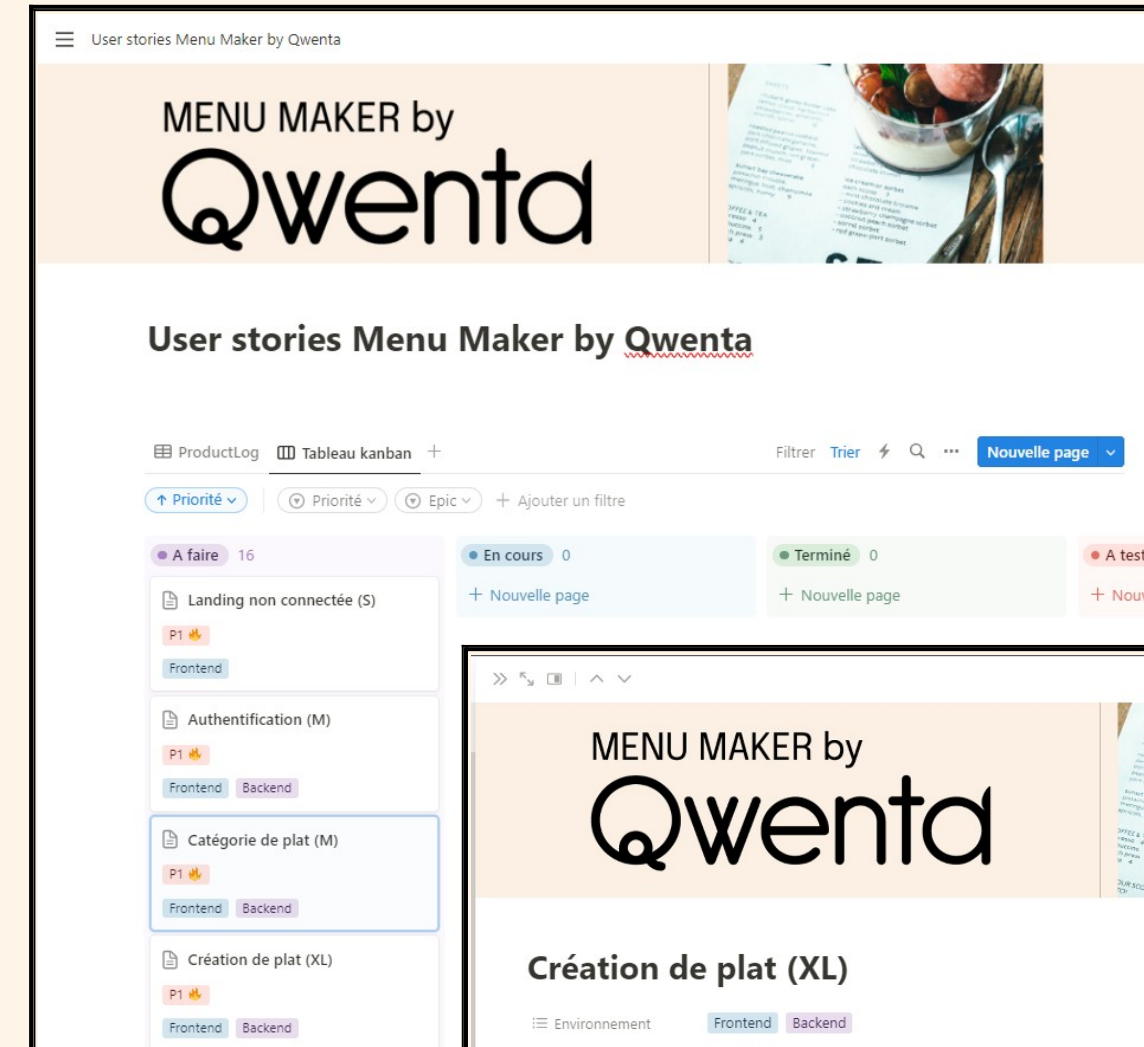 User stories Menu Maker by Qwenta
MENU MAKER by
Qwenta
User stories Menu Maker by Qwenta
ProductLog Tableau kanban +
Filtrer Trier Nouvelle page
↑ Priorité Priorité Epic + Ajouter un filtre
A faire 16
En cours 0
Terminé 0
A test
+ Nouvelle page
+ Nouvelle page
+ Nouv
Landing non connectée (S)
P1 🔥
Frontend
Authentification (M)
P1 🔥
Frontend Backend
Catégorie de plat (M)
P1 🔥
Frontend Backend
Création de plat (XL)
P1 🔥
Frontend Backend
MENU MAKER by
Qwenta
Création de plat (XL)
Environnement Frontend Backend